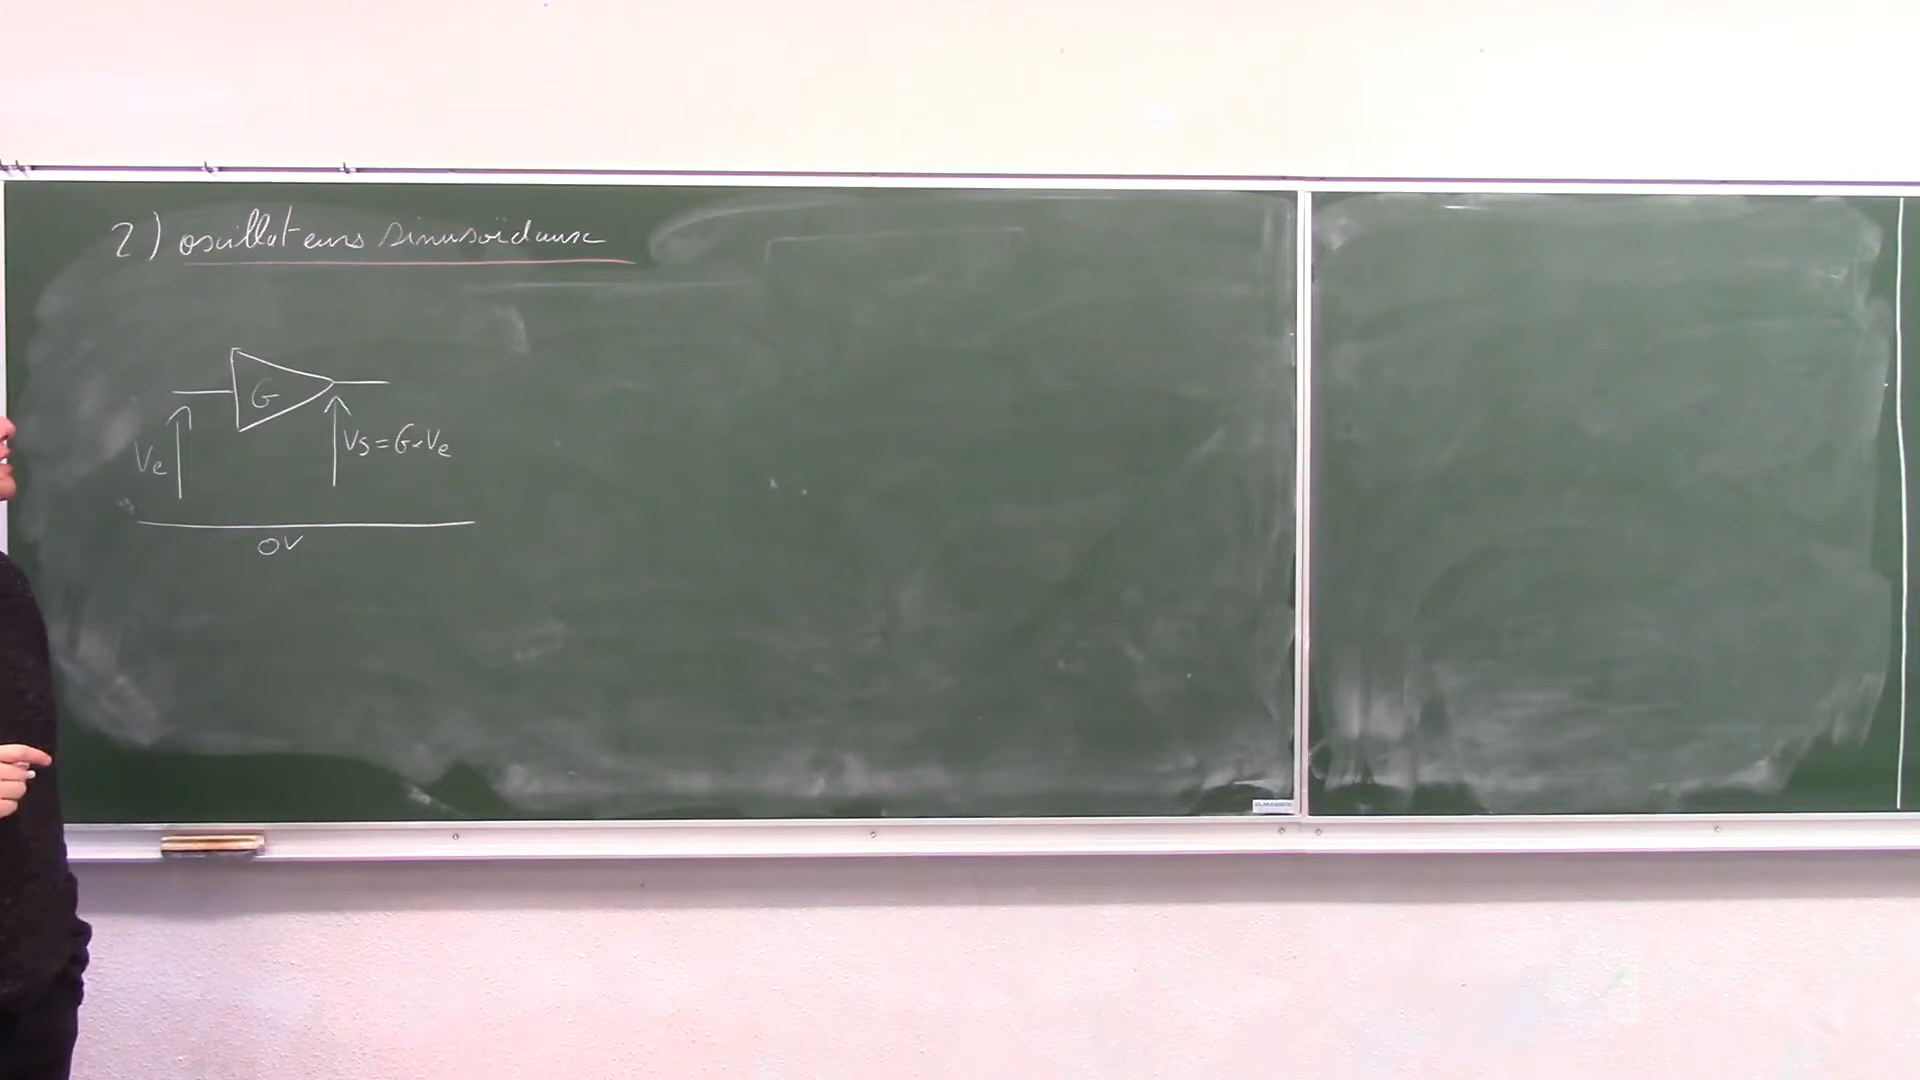 2) oscillateurs sinusoïdaux
G
Ve
Vs = G·Ve
0V